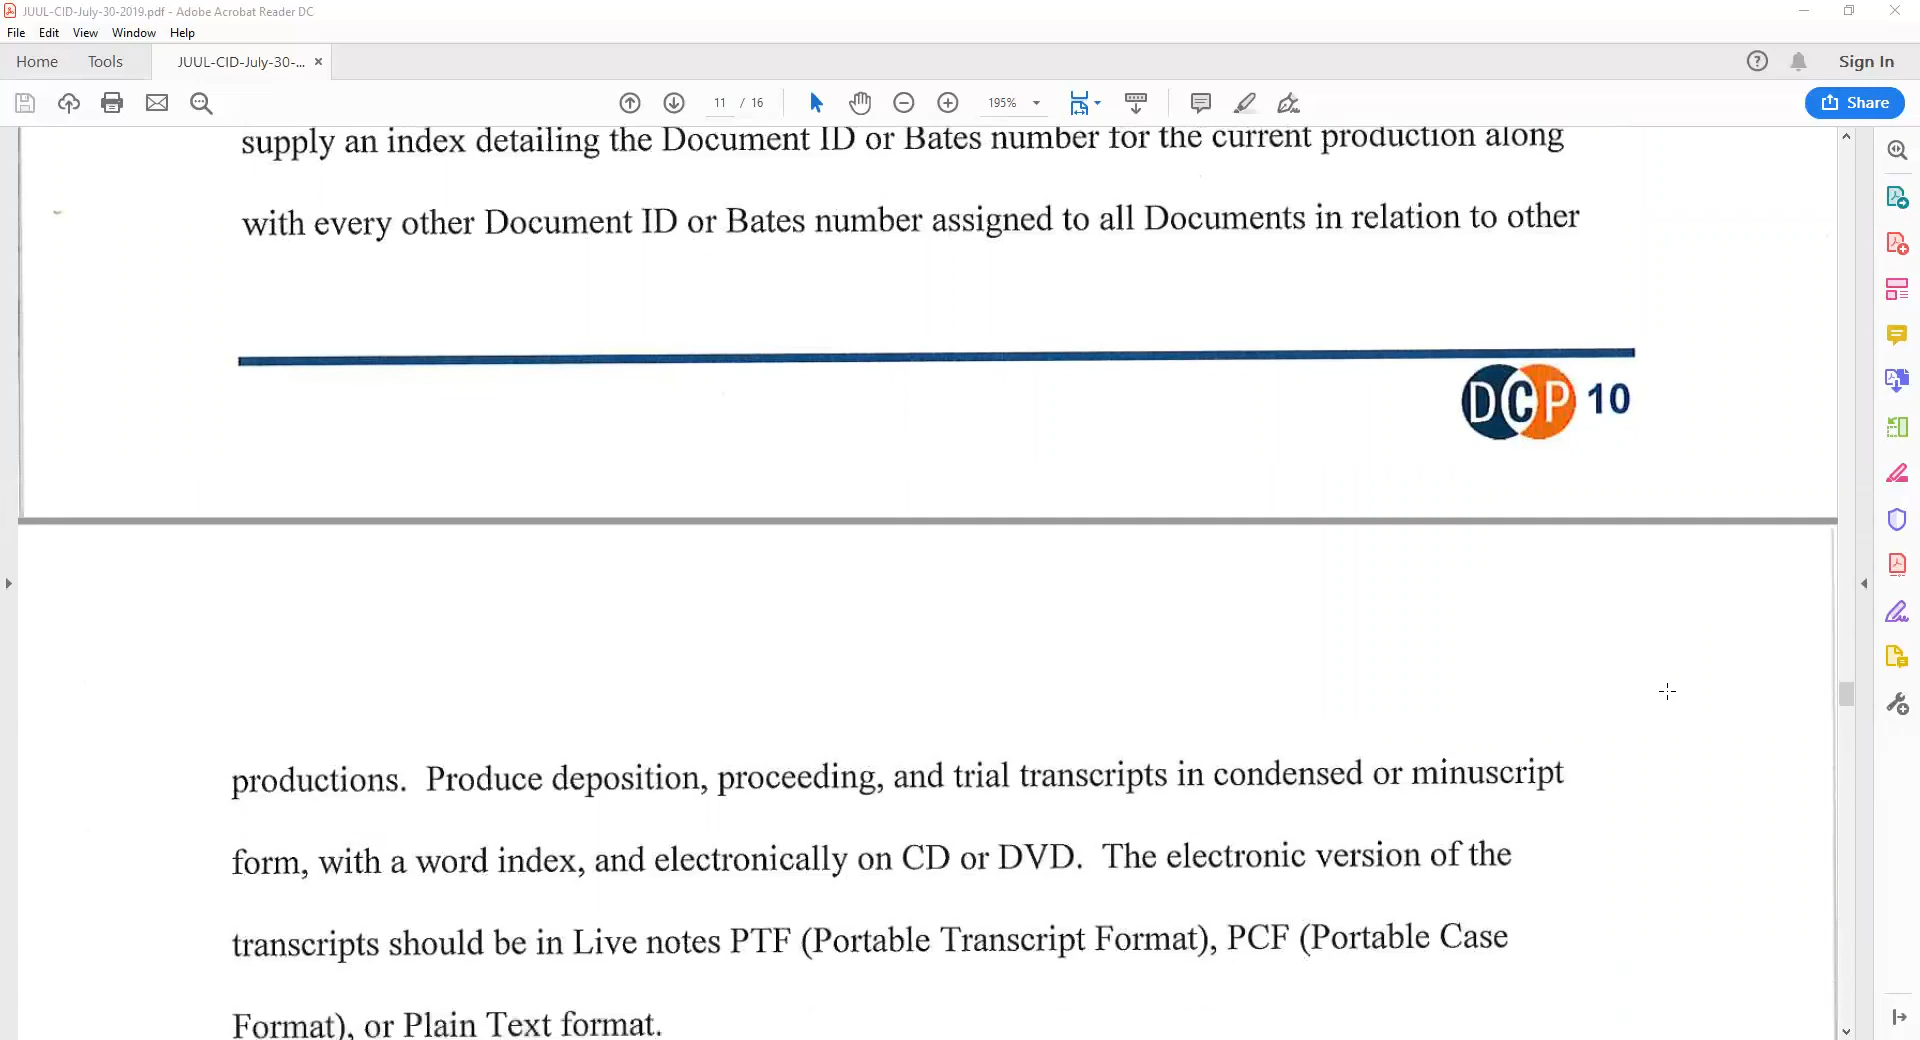 JUUL-CID-July-30-2019.pdf - Adobe Acrobat Reader DC
File Edit View Window Help
Home Tools JUUL-CID-July-30-... × Sign In
11 / 16 195% Share
supply an index detailing the Document ID or Bates number for the current production along
with every other Document ID or Bates number assigned to all Documents in relation to other
DCP 10
productions. Produce deposition, proceeding, and trial transcripts in condensed or minuscript
form, with a word index, and electronically on CD or DVD. The electronic version of the
transcripts should be in Live notes PTF (Portable Transcript Format), PCF (Portable Case
Format), or Plain Text format.